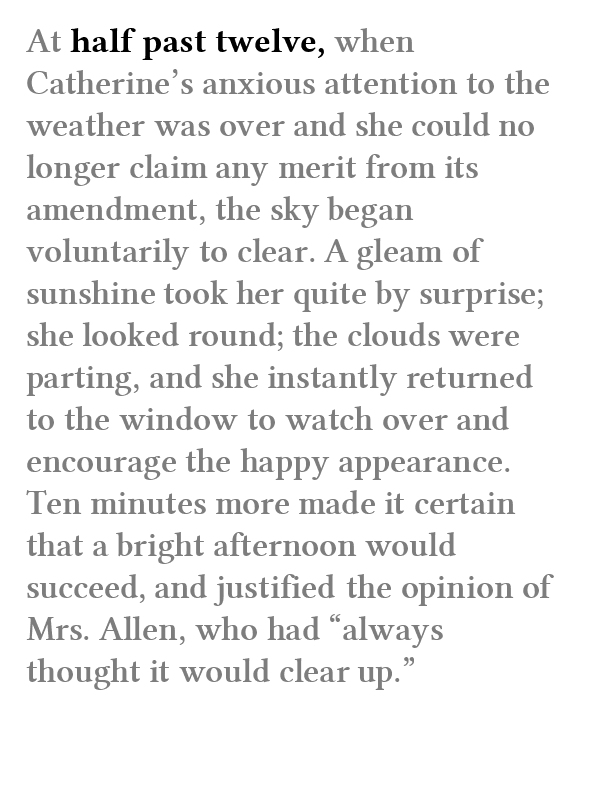 At half past twelve, when
Catherine’s anxious attention to the
weather was over and she could no
longer claim any merit from its
amendment, the sky began
voluntarily to clear. A gleam of
sunshine took her quite by surprise;
she looked round; the clouds were
parting, and she instantly returned
to the window to watch over and
encourage the happy appearance.
Ten minutes more made it certain
that a bright afternoon would
succeed, and justified the opinion of
Mrs. Allen, who had “always
thought it would clear up.”